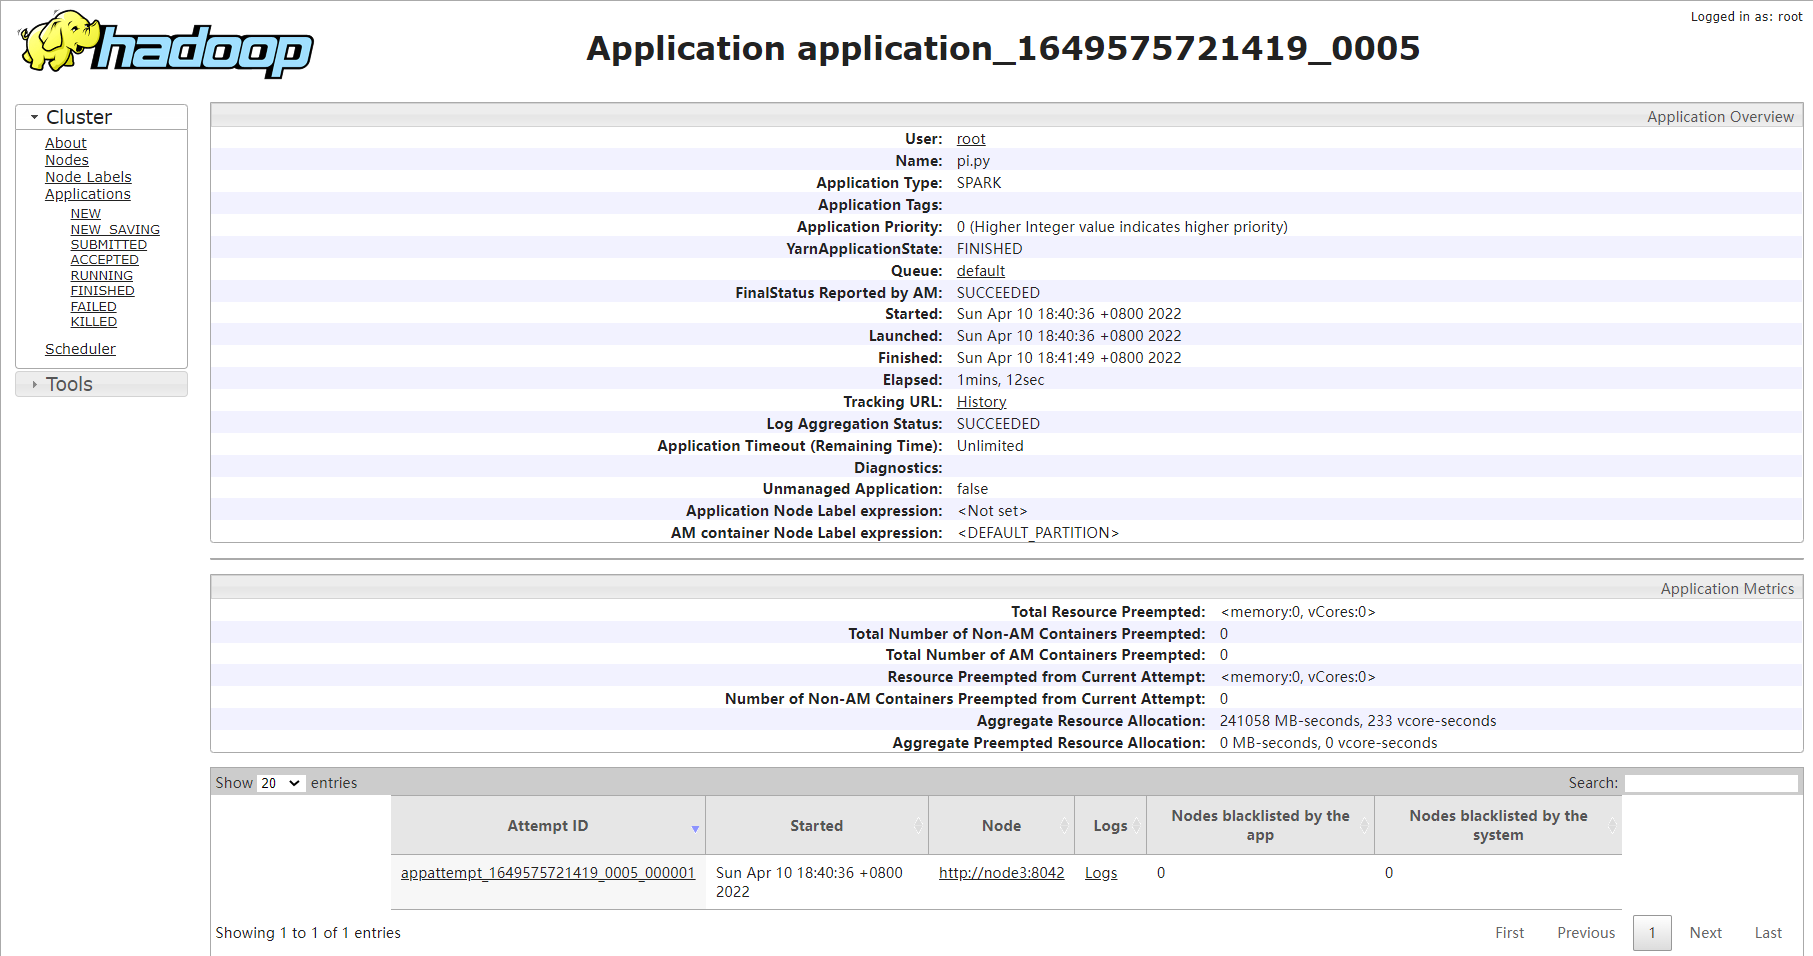 Logged in as: root
hadoop
Application application_1649575721419_0005
Cluster
About
Nodes
Node Labels
Applications
NEW
NEW_SAVING
SUBMITTED
ACCEPTED
RUNNING
FINISHED
FAILED
KILLED
Scheduler
Tools
Application Overview
User: root
Name: pi.py
Application Type: SPARK
Application Tags:
Application Priority: 0 (Higher Integer value indicates higher priority)
YarnApplicationState: FINISHED
Queue: default
FinalStatus Reported by AM: SUCCEEDED
Started: Sun Apr 10 18:40:36 +0800 2022
Launched: Sun Apr 10 18:40:36 +0800 2022
Finished: Sun Apr 10 18:41:49 +0800 2022
Elapsed: 1mins, 12sec
Tracking URL: History
Log Aggregation Status: SUCCEEDED
Application Timeout (Remaining Time): Unlimited
Diagnostics:
Unmanaged Application: false
Application Node Label expression: <Not set>
AM container Node Label expression: <DEFAULT_PARTITION>
Application Metrics
Total Resource Preempted: <memory:0, vCores:0>
Total Number of Non-AM Containers Preempted: 0
Total Number of AM Containers Preempted: 0
Resource Preempted from Current Attempt: <memory:0, vCores:0>
Number of Non-AM Containers Preempted from Current Attempt: 0
Aggregate Resource Allocation: 241058 MB-seconds, 233 vcore-seconds
Aggregate Preempted Resource Allocation: 0 MB-seconds, 0 vcore-seconds
Show 20 entries Search:
Attempt ID Started Node Logs Nodes blacklisted by the app Nodes blacklisted by the system
appattempt_1649575721419_0005_000001 Sun Apr 10 18:40:36 +0800 2022 http://node3:8042 Logs 0 0
Showing 1 to 1 of 1 entries First Previous 1 Next Last